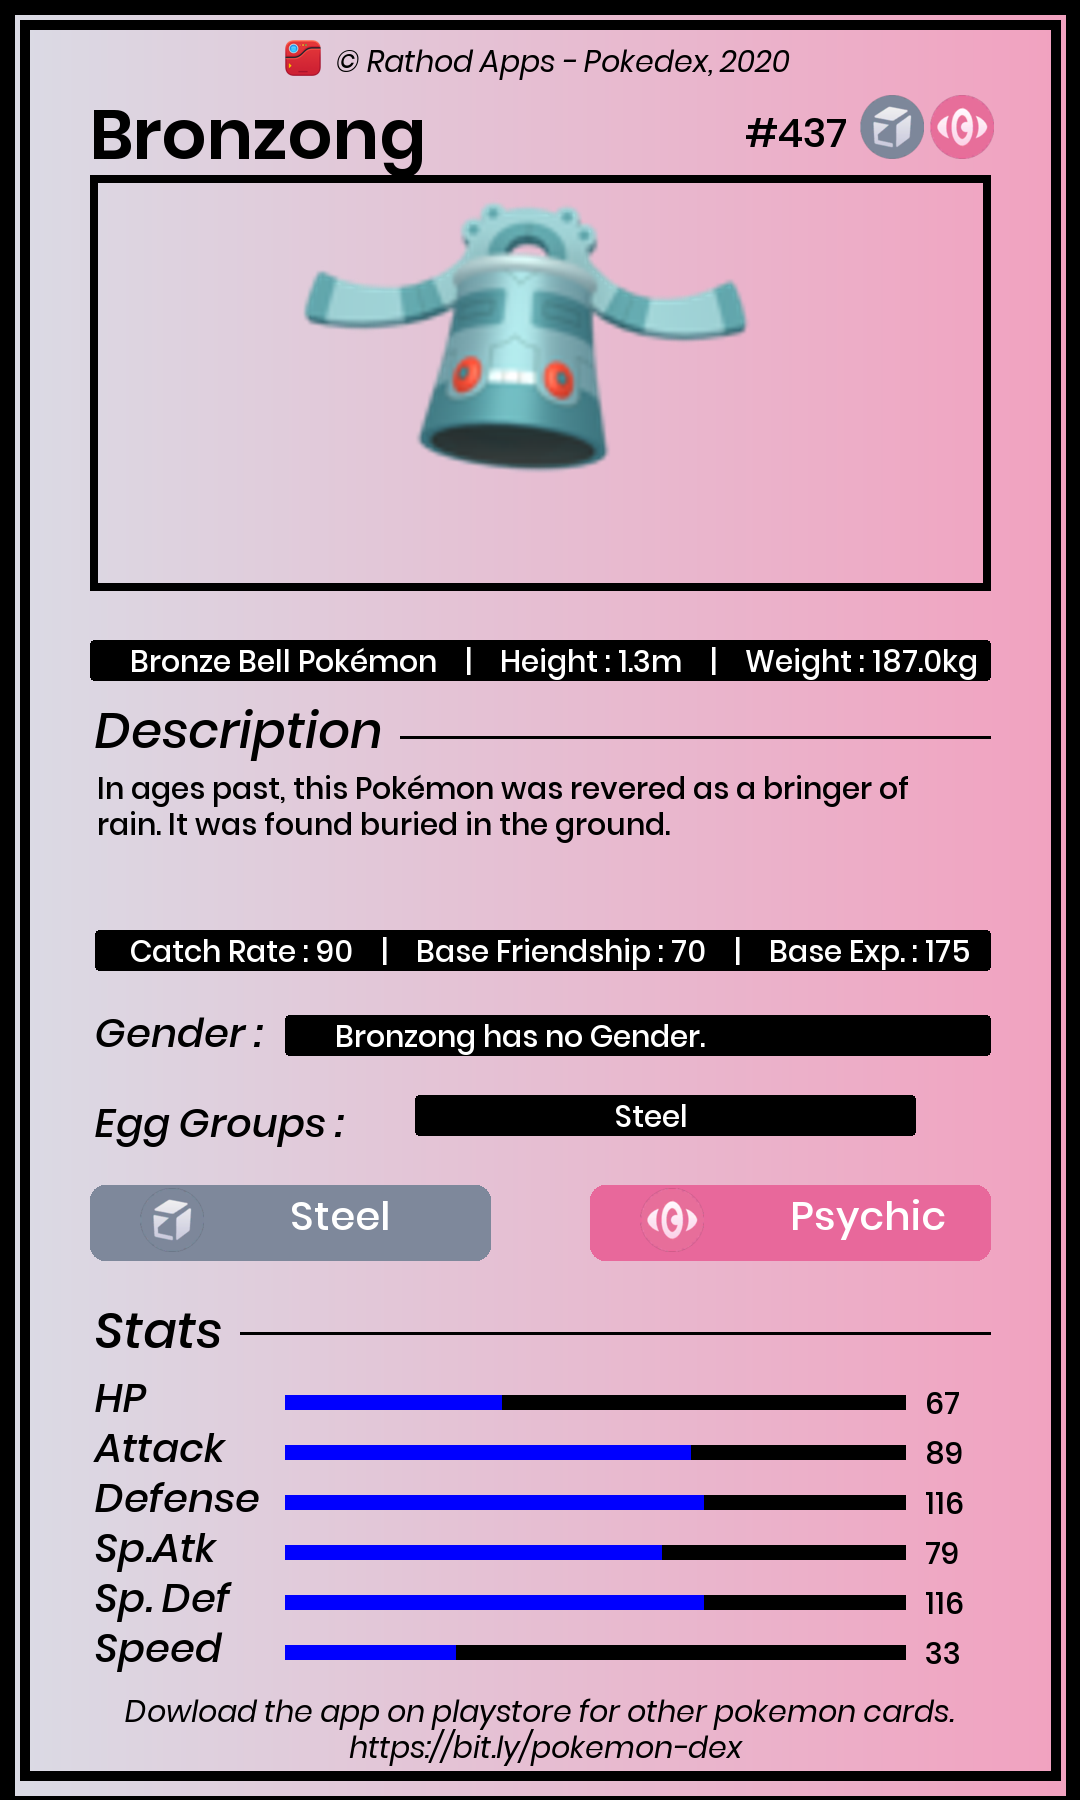 © Rathod Apps - Pokedex, 2020
Bronzong #437
Bronze Bell Pokémon | Height : 1.3m | Weight : 187.0kg
Description
In ages past, this Pokémon was revered as a bringer of
rain. It was found buried in the ground.
Catch Rate : 90 | Base Friendship : 70 | Base Exp. : 175
Gender : Bronzong has no Gender.
Egg Groups : Steel
Steel Psychic
Stats
HP 67
Attack 89
Defense 116
Sp.Atk 79
Sp. Def 116
Speed 33
Dowload the app on playstore for other pokemon cards.
https://bit.ly/pokemon-dex